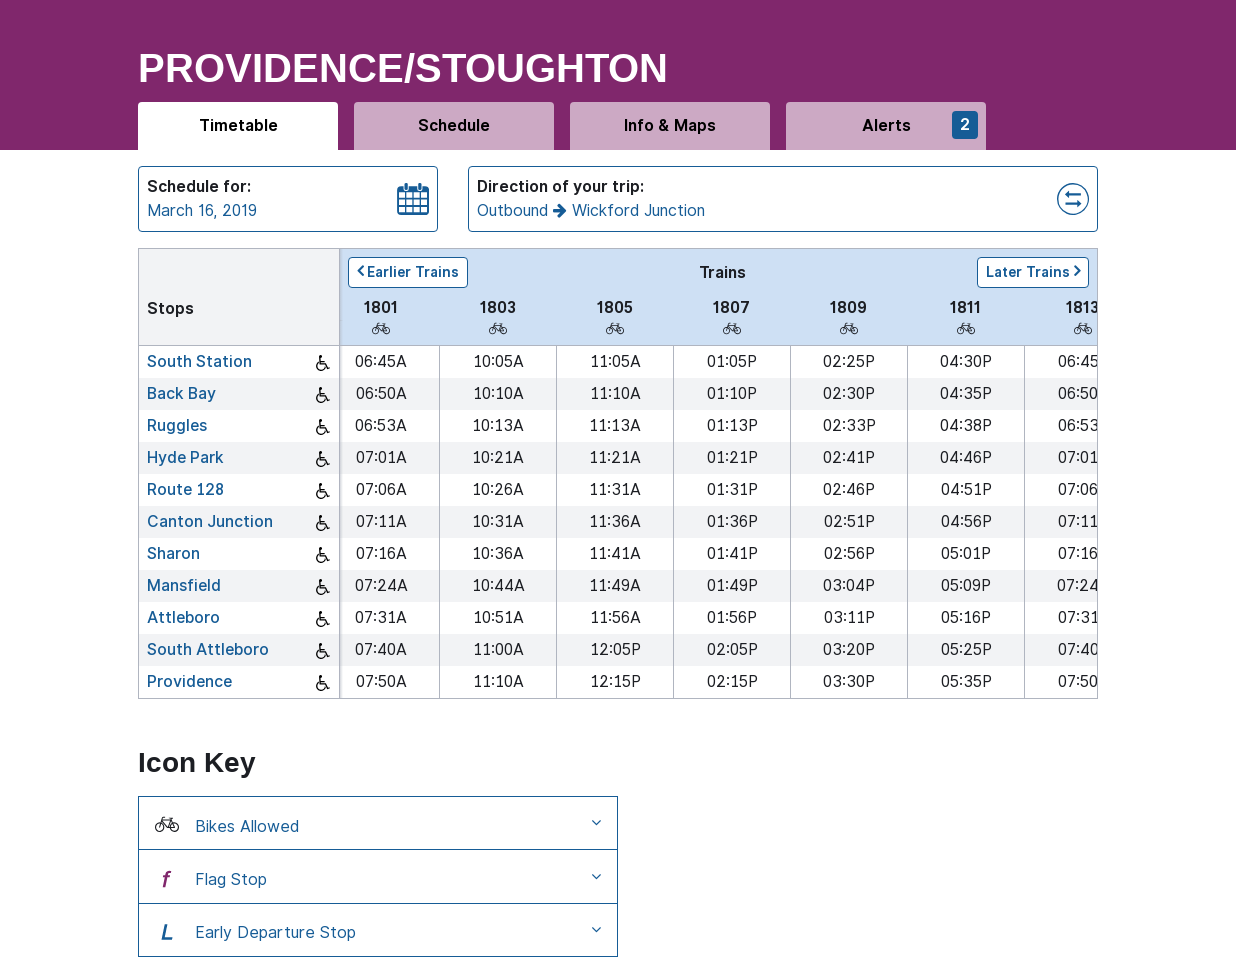 PROVIDENCE/STOUGHTON
Timetable Schedule Info & Maps Alerts 2
Schedule for:
March 16, 2019
Direction of your trip:
Outbound Wickford Junction
Earlier Trains Trains Later Trains
Stops 1801 1803 1805 1807 1809 1811 1813
South Station 06:45A 10:05A 11:05A 01:05P 02:25P 04:30P 06:45
Back Bay 06:50A 10:10A 11:10A 01:10P 02:30P 04:35P 06:50
Ruggles 06:53A 10:13A 11:13A 01:13P 02:33P 04:38P 06:53
Hyde Park 07:01A 10:21A 11:21A 01:21P 02:41P 04:46P 07:01
Route 128 07:06A 10:26A 11:31A 01:31P 02:46P 04:51P 07:06
Canton Junction 07:11A 10:31A 11:36A 01:36P 02:51P 04:56P 07:11
Sharon 07:16A 10:36A 11:41A 01:41P 02:56P 05:01P 07:16
Mansfield 07:24A 10:44A 11:49A 01:49P 03:04P 05:09P 07:24
Attleboro 07:31A 10:51A 11:56A 01:56P 03:11P 05:16P 07:31
South Attleboro 07:40A 11:00A 12:05P 02:05P 03:20P 05:25P 07:40
Providence 07:50A 11:10A 12:15P 02:15P 03:30P 05:35P 07:50
Icon Key
Bikes Allowed
f Flag Stop
L Early Departure Stop